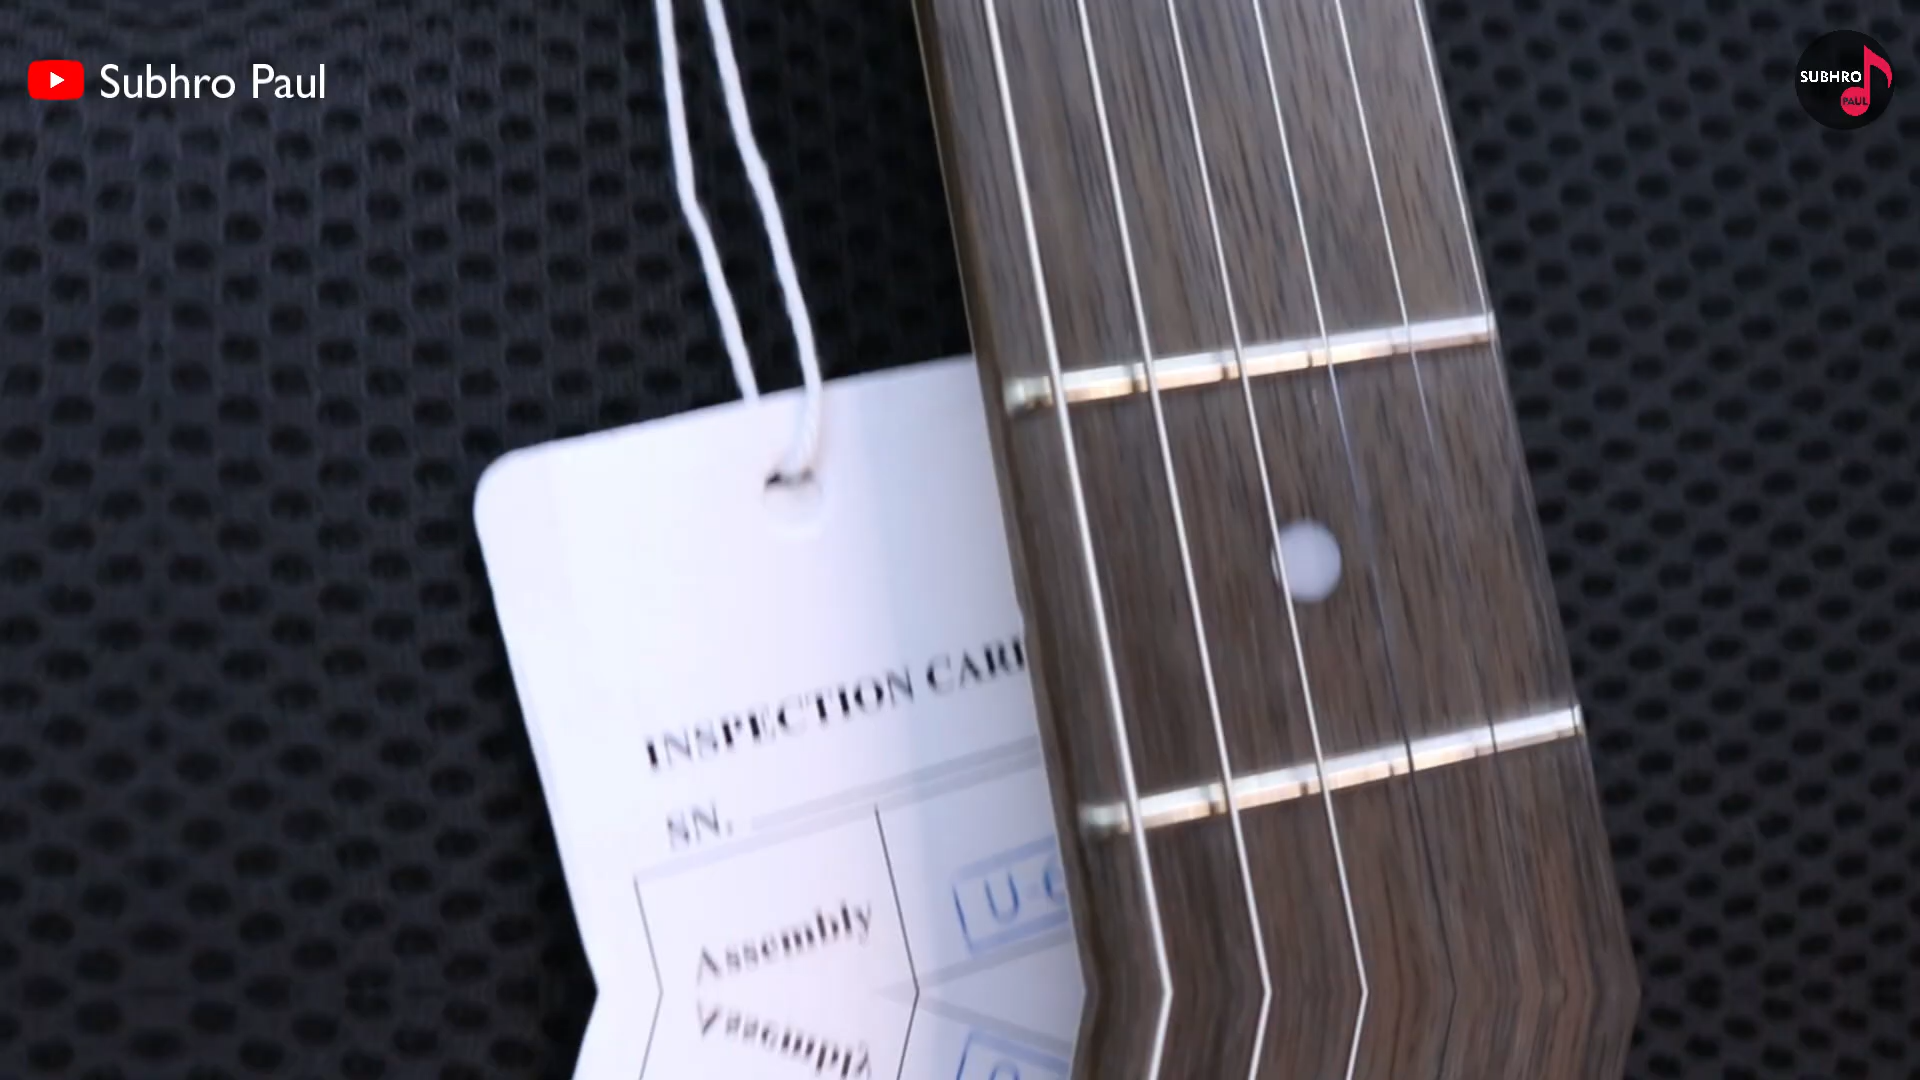 Subhro Paul
SUBHRO
PAUL
INSPECTION CAR
SN.
Assembly
U-